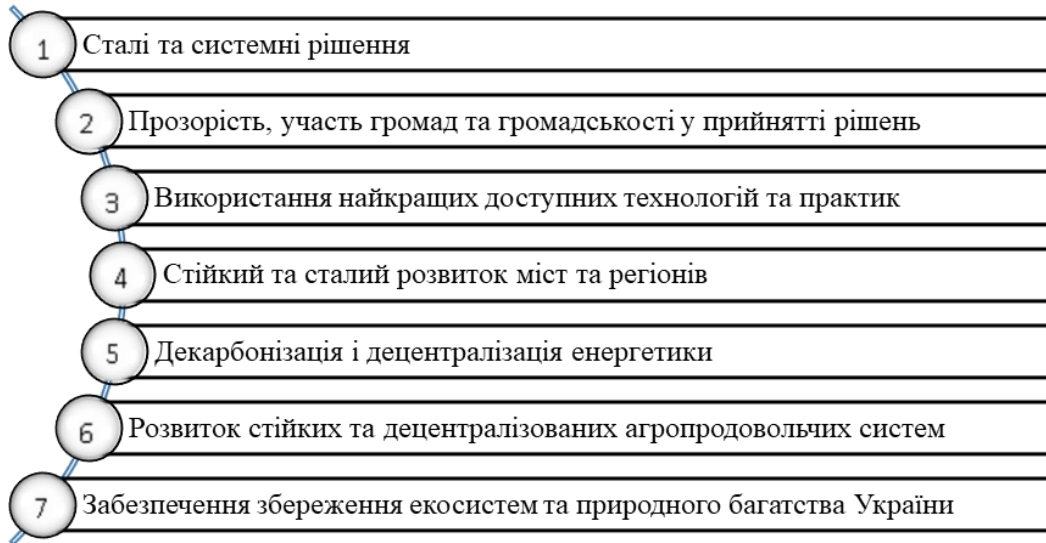 1 Сталі та системні рішення
2 Прозорість, участь громад та громадськості у прийнятті рішень
3 Використання найкращих доступних технологій та практик
4 Стійкий та сталий розвиток міст та регіонів
5 Декарбонізація і децентралізація енергетики
6 Розвиток стійких та децентралізованих агропродовольчих систем
7 Забезпечення збереження екосистем та природного багатства України